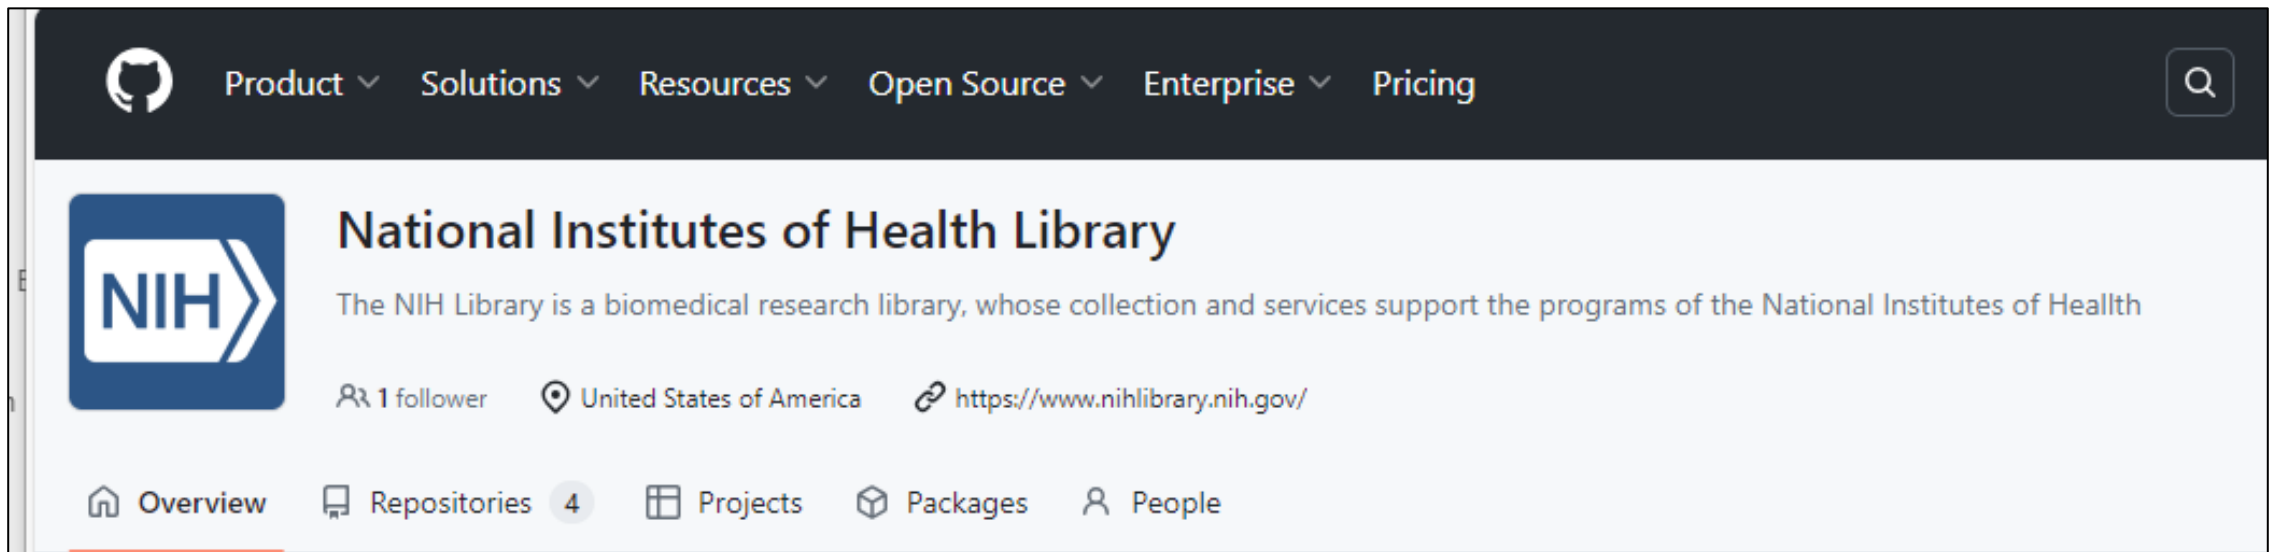 Product Solutions Resources Open Source Enterprise Pricing
NIH
National Institutes of Health Library
The NIH Library is a biomedical research library, whose collection and services support the programs of the National Institutes of Heallth
1 follower United States of America https://www.nihlibrary.nih.gov/
Overview Repositories 4 Projects Packages People